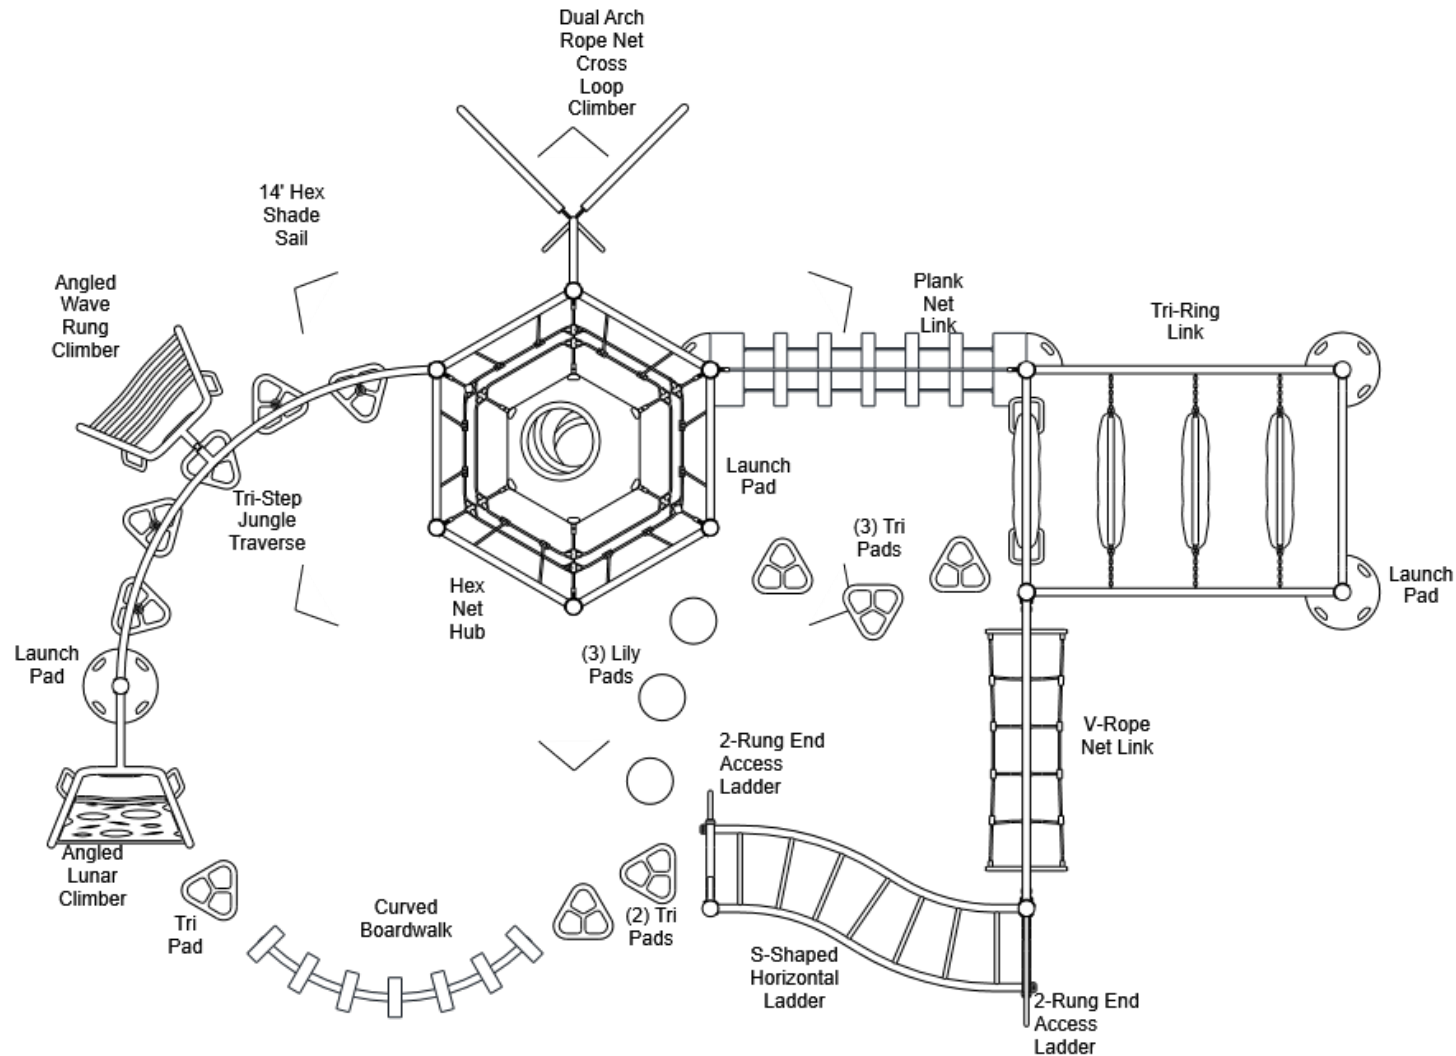 Dual Arch
Rope Net
Cross
Loop
Climber
14' Hex
Shade
Sail
Angled
Wave
Rung
Climber
Plank
Net
Link
Tri-Ring
Link
Launch
Pad
Tri-Step
Jungle
Traverse
(3) Tri
Pads
Hex
Net
Hub
Launch
Pad
Launch
Pad
(3) Lily
Pads
V-Rope
Net Link
2-Rung End
Access
Ladder
Angled
Lunar
Climber
Tri
Pad
Curved
Boardwalk
(2) Tri
Pads
S-Shaped
Horizontal
Ladder
2-Rung End
Access
Ladder